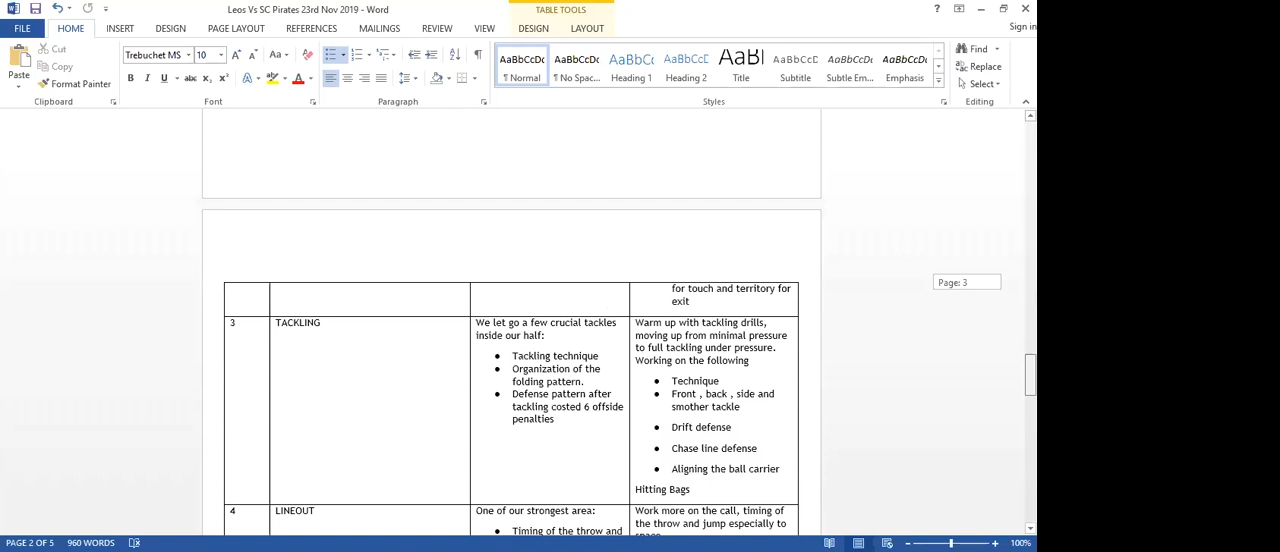 Leos Vs SC Pirates 23rd Nov 2019 - Word
TABLE TOOLS
?
FILE
HOME
INSERT
DESIGN
PAGE LAYOUT
REFERENCES
MAILINGS
REVIEW
VIEW
DESIGN
LAYOUT
Sign in
Paste
Cut
Copy
Format Painter
Clipboard
Trebuchet MS
10
Font
Paragraph
AaBbCcDc
¶ Normal
AaBbCcDc
¶ No Spac...
AaBbCc
Heading 1
AaBbCc
Heading 2
AaBl
Title
AaBbCcD
Subtitle
AaBbCcDc
Subtle Em...
AaBbCcDc
Emphasis
Styles
Find
Replace
Select
Editing
Page: 3
for touch and territory for
exit
3
TACKLING
We let go a few crucial tackles
inside our half:
● Tackling technique
● Organization of the
folding pattern.
● Defense pattern after
tackling costed 6 offside
penalties
Warm up with tackling drills,
moving up from minimal pressure
to full tackling under pressure.
Working on the following
● Technique
● Front , back , side and
smother tackle
● Drift defense
● Chase line defense
● Aligning the ball carrier
Hitting Bags
4
LINEOUT
One of our strongest area:
● Timing of the throw and
Work more on the call, timing of
the throw and jump especially to
PAGE 2 OF 5
960 WORDS
100%